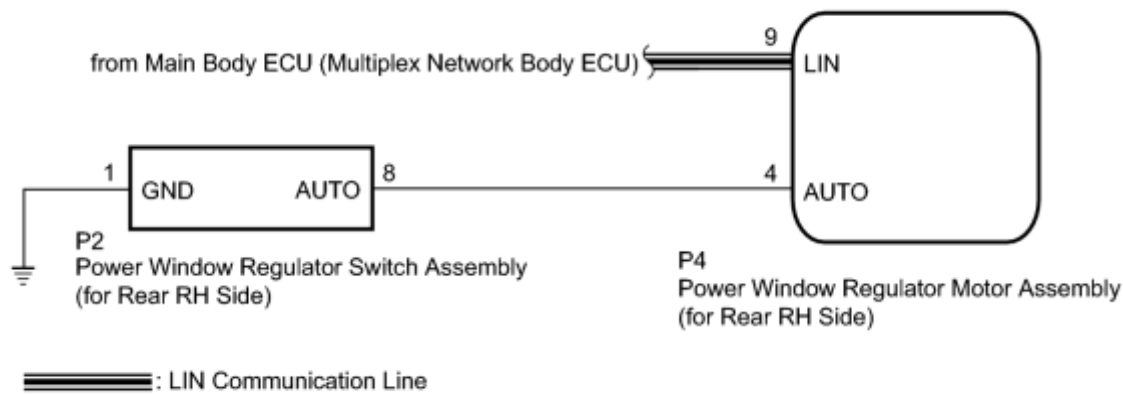 9
from Main Body ECU (Multiplex Network Body ECU)
LIN
1
GND
AUTO
8
4
AUTO
P2
Power Window Regulator Switch Assembly
(for Rear RH Side)
P4
Power Window Regulator Motor Assembly
(for Rear RH Side)
: LIN Communication Line